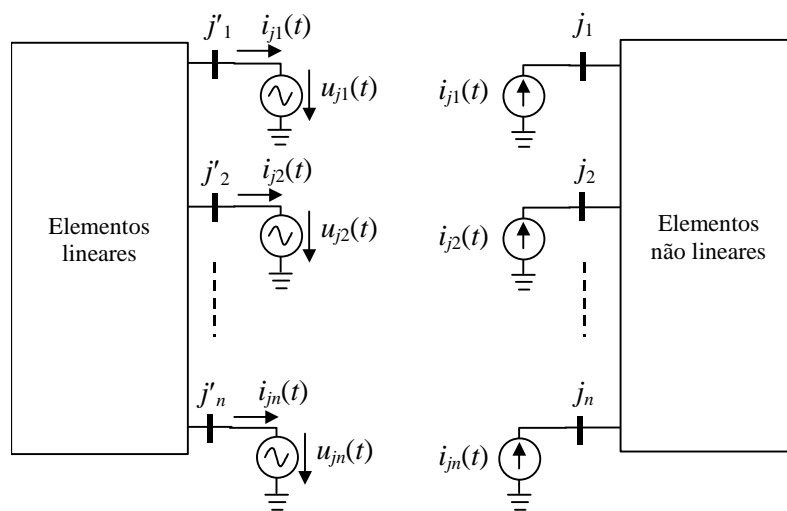 j'1 ij1(t)
uj1(t)
j'2 ij2(t)
uj2(t)
Elementos
lineares
j'n ijn(t)
ujn(t)
j1
ij1(t)
j2
ij2(t)
Elementos
não lineares
jn
ijn(t)